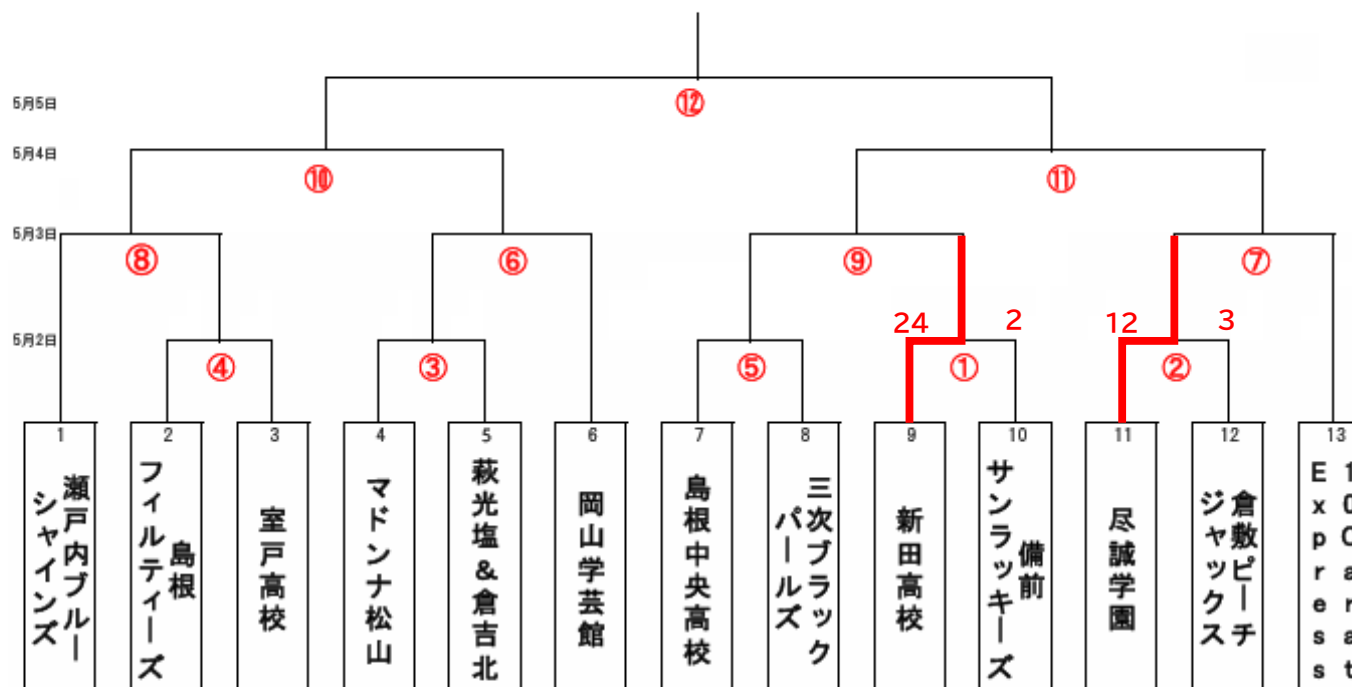 ⑫
5月5日
5月4日
⑩
⑪
5月3日
⑧
⑥
⑨
⑦
24
2
12
3
5月2日
④
③
⑤
①
②
1
瀬戸内ブルー
シャインズ
2
島根
フィルティーズ
3
室戸高校
4
マドンナ松山
5
萩光塩&倉吉北
6
岡山学芸館
7
島根中央高校
8
三次ブラック
パールズ
9
新田高校
10
備前
サンラッキーズ
11
尽誠学園
12
倉敷ピーチ
ジャックス
13
10Carat
Express